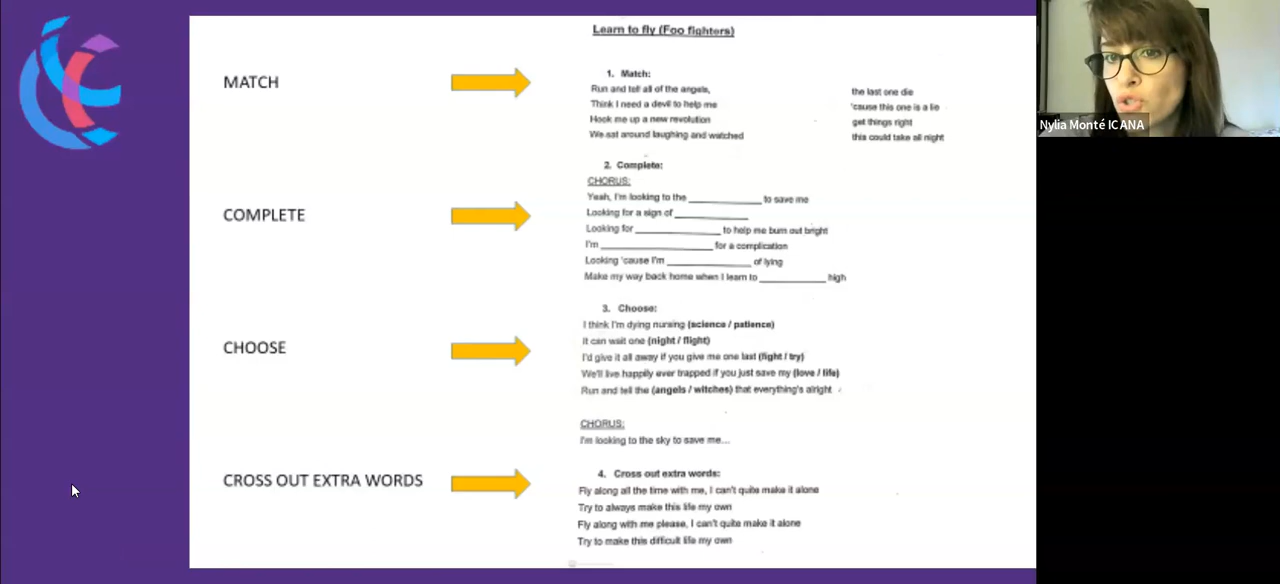 Learn to fly (Foo fighters)
MATCH
1. Match:
Run and tell all of the angels,
the last one die
Think I need a devil to help me
'cause this one is a lie
Hook me up a new revolution
get things right
We sat around laughing and watched
this could take all night
COMPLETE
2. Complete:
CHORUS:
Yeah, I'm looking to the ____________ to save me
Looking for a sign of ____________
Looking for ______________ to help me burn out bright
I'm __________________ for a complication
Looking 'cause I'm ______________ of lying
Make my way back home when I learn to ___________ high
CHOOSE
3. Choose:
I think I'm dying nursing (science / patience)
It can wait one (night / flight)
I'd give it all away if you give me one last (fight / try)
We'll live happily ever trapped if you just save my (love / life)
Run and tell the (angels / witches) that everything's alright
CHORUS:
I'm looking to the sky to save me...
CROSS OUT EXTRA WORDS
4. Cross out extra words:
Fly along all the time with me, I can't quite make it alone
Try to always make this life my own
Fly along with me please, I can't quite make it alone
Try to make this difficult life my own
Nylia Monté ICANA